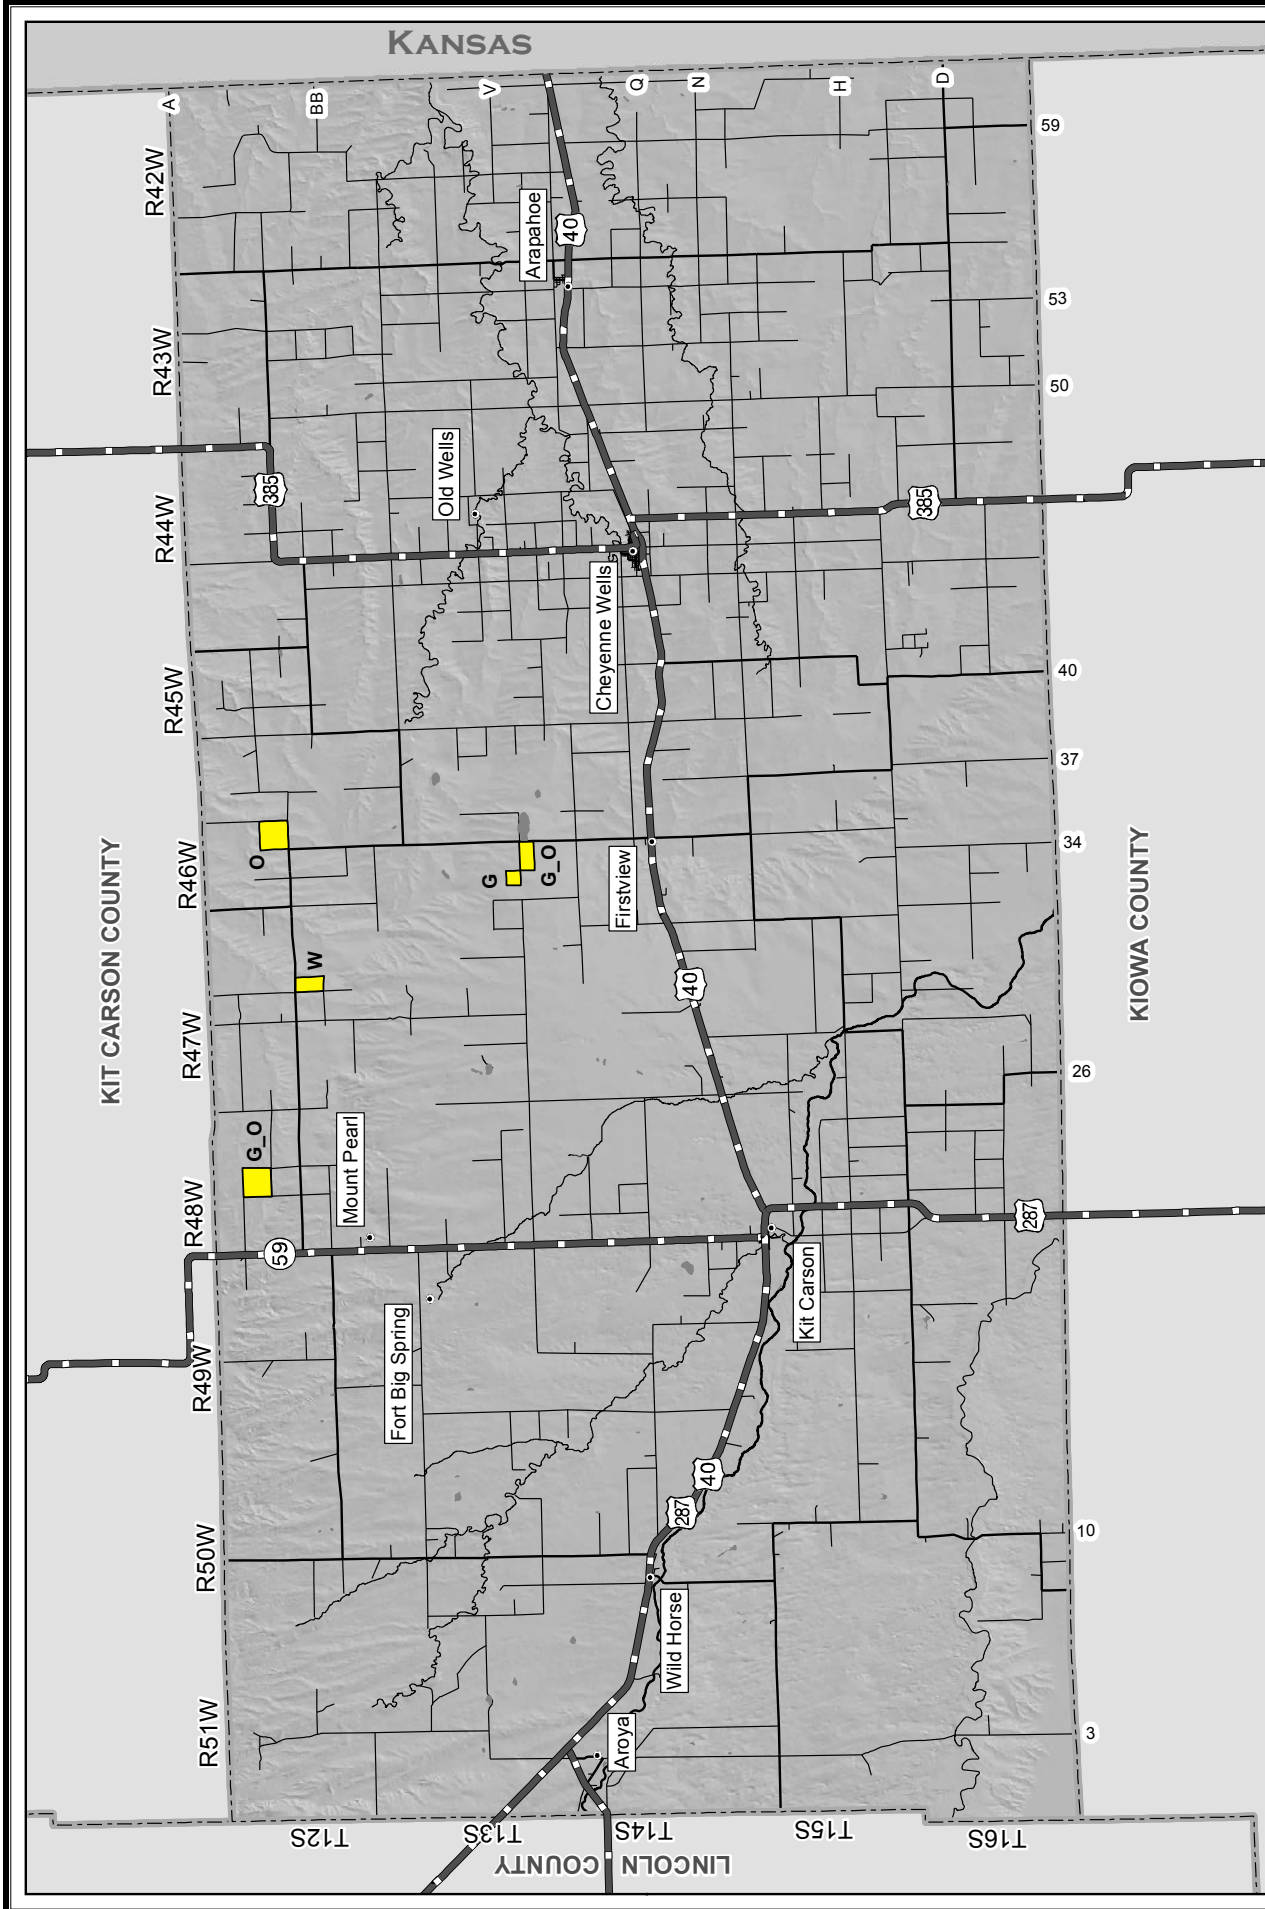 KANSAS
A
BB
V
Q
N
H
D
R42W
R43W
R44W
R45W
R46W
R47W
R48W
R49W
R50W
R51W
59
53
50
40
37
34
26
10
3
Arapahoe
40
Old Wells
385
385
Cheyenne Wells
KIT CARSON COUNTY
O
G
G_O
Firstview
W
40
KIOWA COUNTY
G_O
Mount Pearl
59
287
Fort Big Spring
Kit Carson
40
287
Wild Horse
Aroya
T12S
T13S
T14S
T15S
T16S
LINCOLN COUNTY